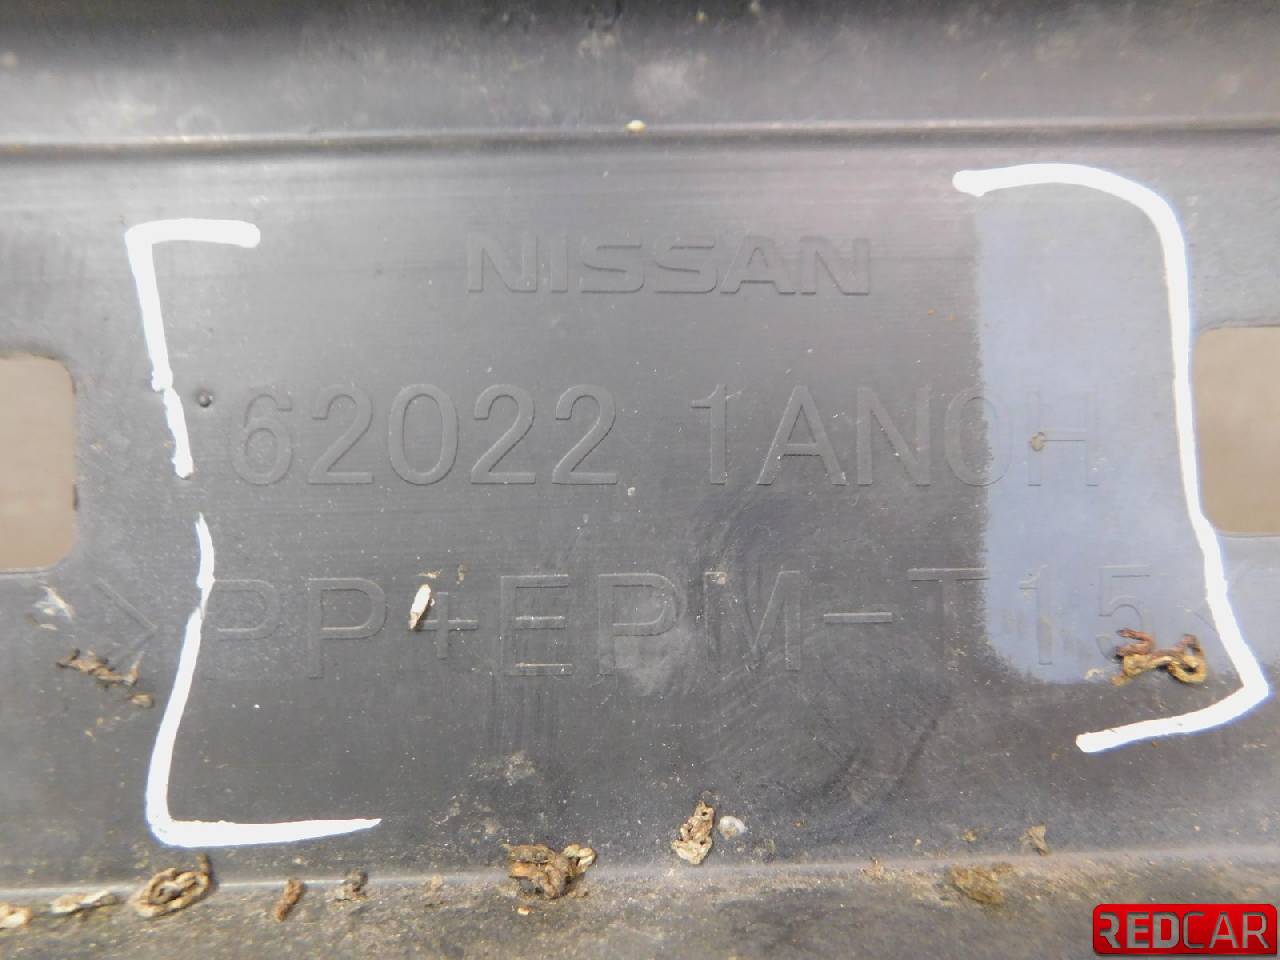 NISSAN
62022 1AN0H
>PP+EPM-T15<
REDCAR